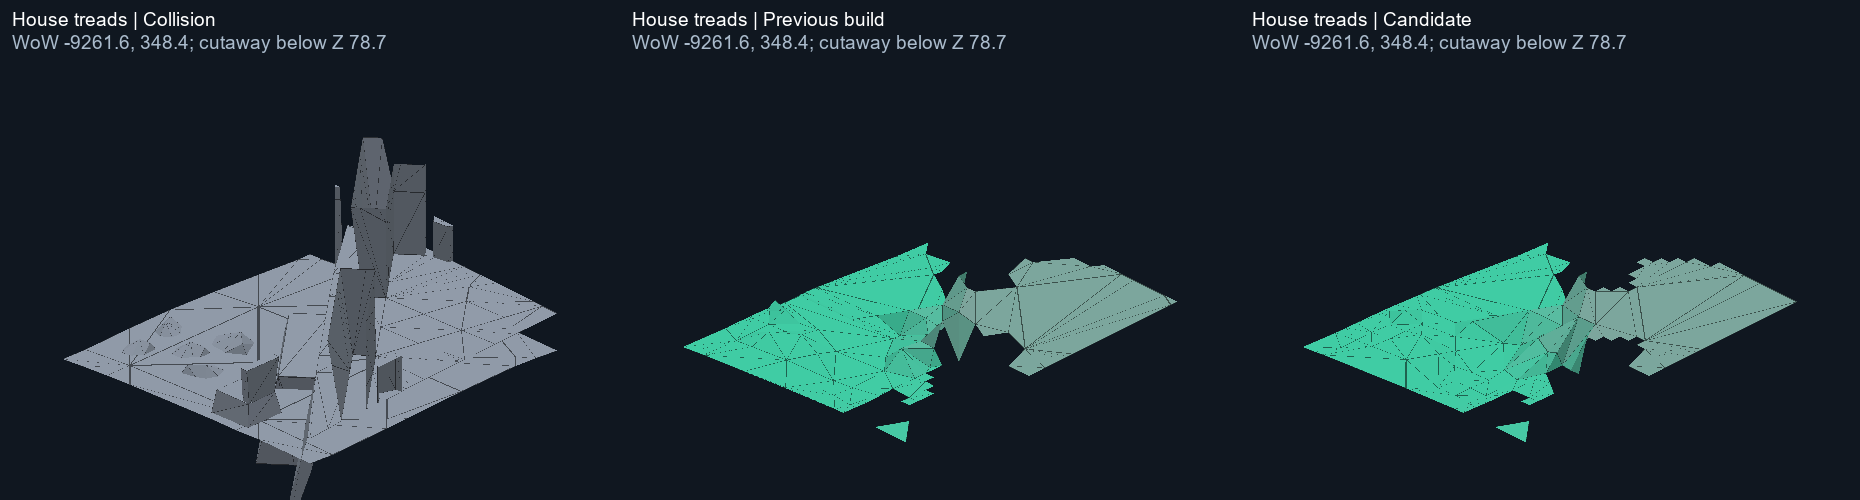 House treads | Collision
WoW -9261.6, 348.4; cutaway below Z 78.7
House treads | Previous build
WoW -9261.6, 348.4; cutaway below Z 78.7
House treads | Candidate
WoW -9261.6, 348.4; cutaway below Z 78.7